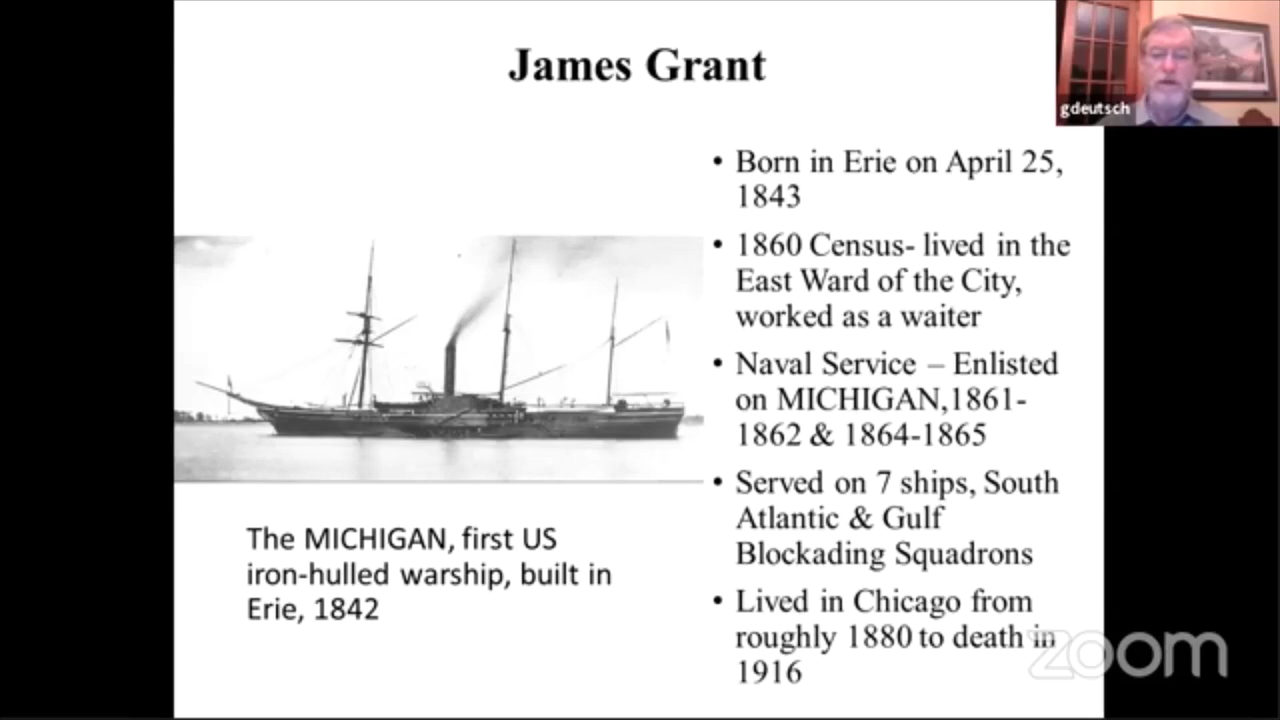 James Grant
gdeutsch
• Born in Erie on April 25,
1843
• 1860 Census- lived in the
East Ward of the City,
worked as a waiter
• Naval Service – Enlisted
on MICHIGAN,1861-
1862 & 1864-1865
• Served on 7 ships, South
Atlantic & Gulf
Blockading Squadrons
• Lived in Chicago from
roughly 1880 to death in
1916
The MICHIGAN, first US
iron-hulled warship, built in
Erie, 1842
zoom